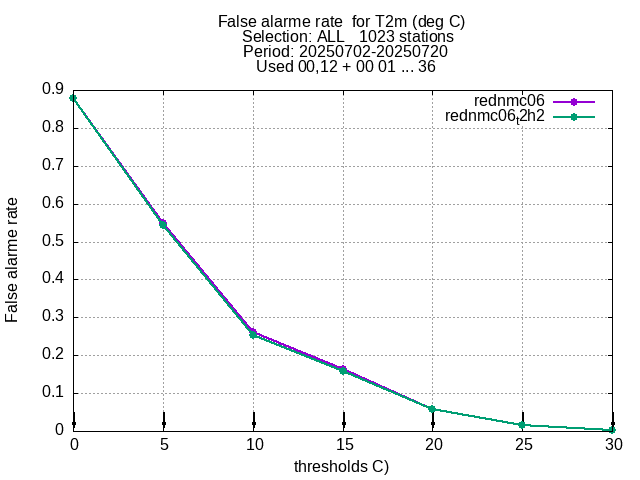 False alarme rate  for T2m (deg C)
Selection: ALL   1023 stations
Period: 20250702-20250720
Used 00,12 + 00 01 ... 36
rednmc06
rednmc06t2h2
False alarme rate
0.9
0.8
0.7
0.6
0.5
0.4
0.3
0.2
0.1
0
0 5 10 15 20 25 30
thresholds C)